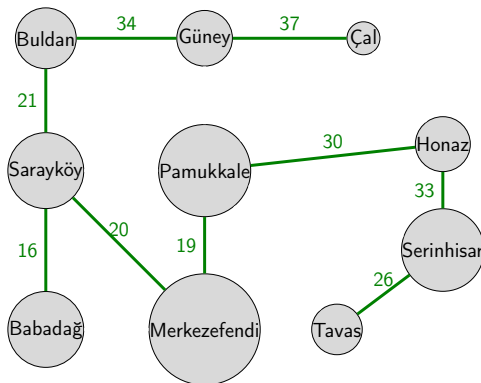 34
37
Buldan
Güney
Çal
21
30
Honaz
Sarayköy
Pamukkale
33
20
19
16
Serinhisar
26
Babadağ
Merkezefendi
Tavas